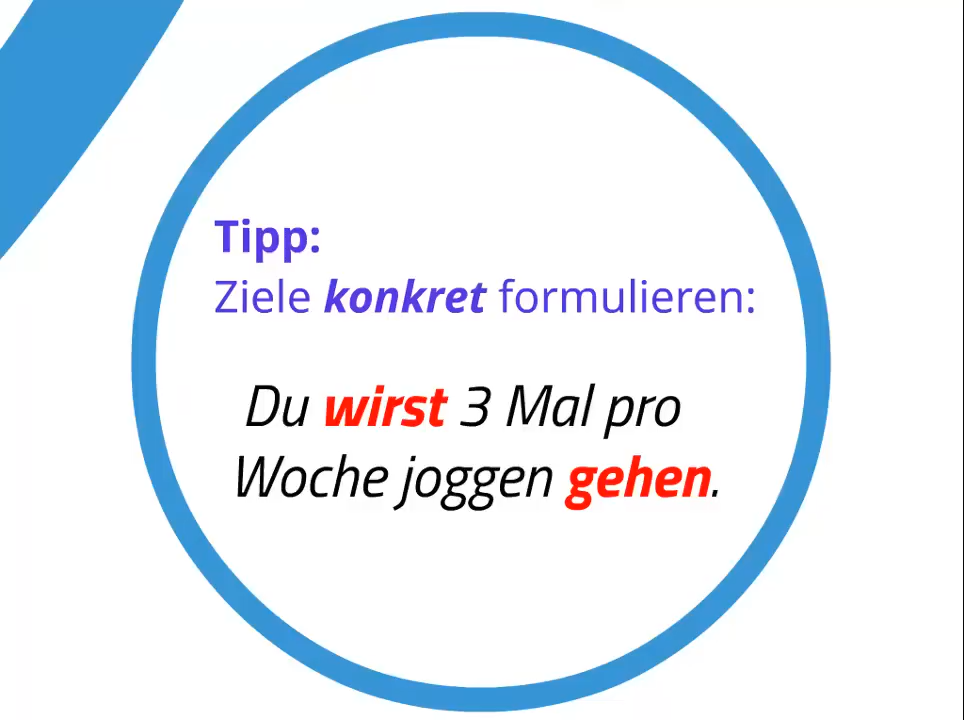 Tipp:
Ziele konkret formulieren:
Du wirst 3 Mal pro
Woche joggen gehen.